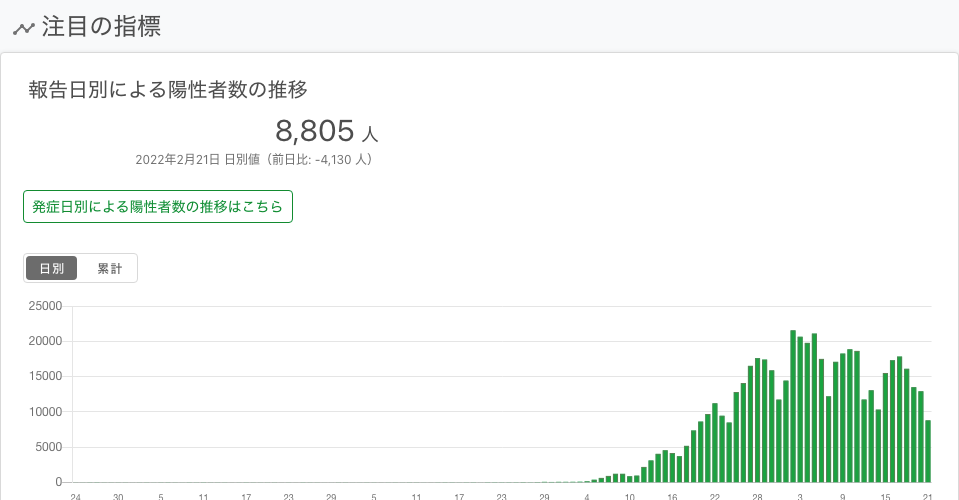 注目の指標
報告日別による陽性者数の推移
8,805 人
2022年2月21日 日別値（前日比: -4,130 人）
発症日別による陽性者数の推移はこちら
日別 累計
25000
20000
15000
10000
5000
0
24 30 5 11 17 23 29 5 11 17 23 29 4 10 16 22 28 3 9 15 21